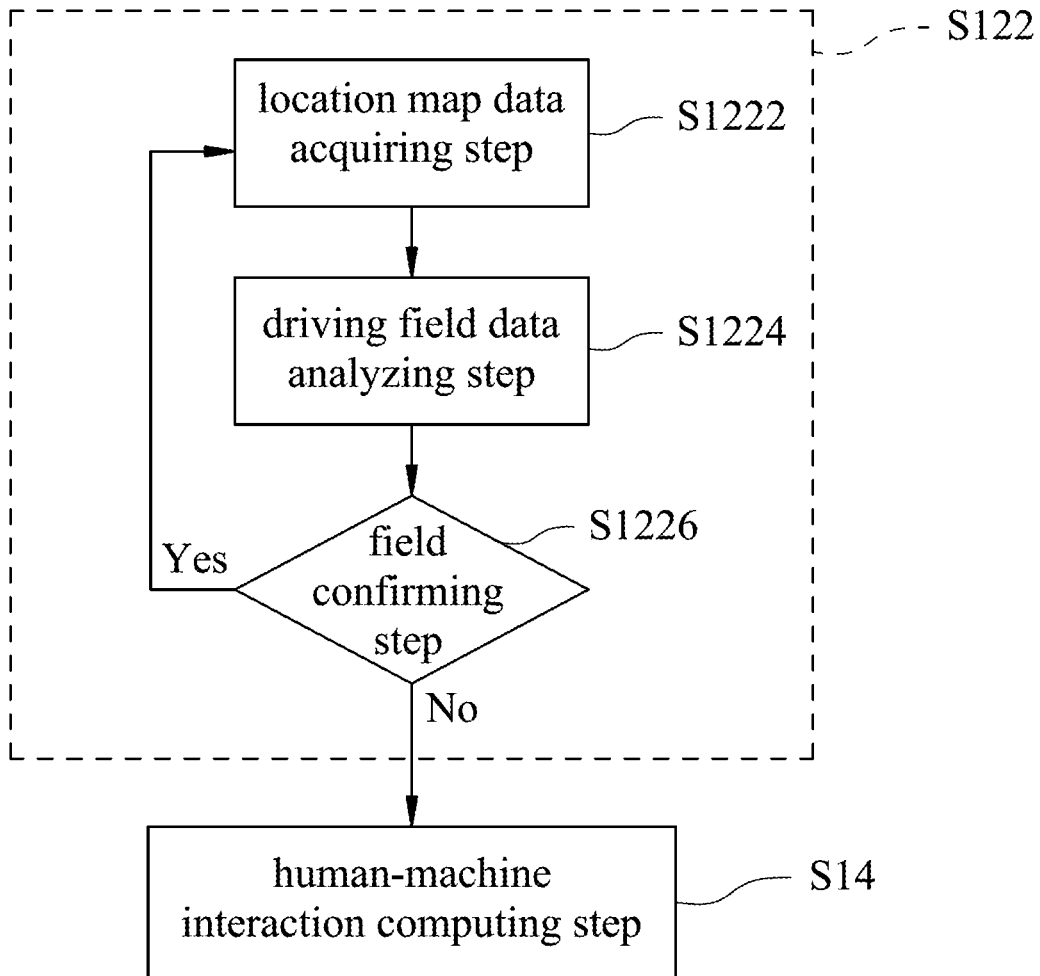 S122
location map data
acquiring step
S1222
driving field data
analyzing step
S1224
field
confirming
step
S1226
Yes
No
human-machine
interaction computing step
S14